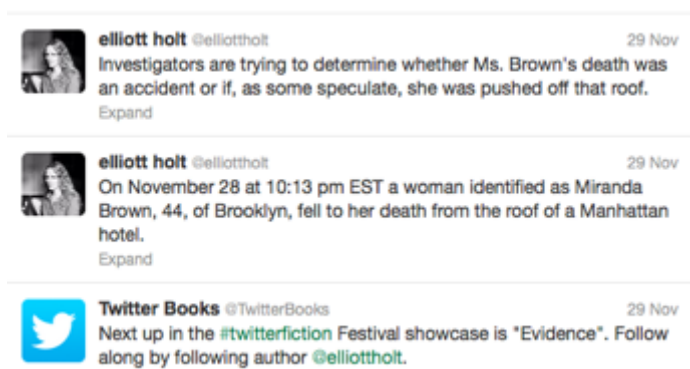 elliott holt @elliottholt 29 Nov
Investigators are trying to determine whether Ms. Brown's death was
an accident or if, as some speculate, she was pushed off that roof.
Expand
elliott holt @elliottholt 29 Nov
On November 28 at 10:13 pm EST a woman identified as Miranda
Brown, 44, of Brooklyn, fell to her death from the roof of a Manhattan
hotel.
Expand
Twitter Books @TwitterBooks 29 Nov
Next up in the #twitterfiction Festival showcase is "Evidence". Follow
along by following author @elliottholt.